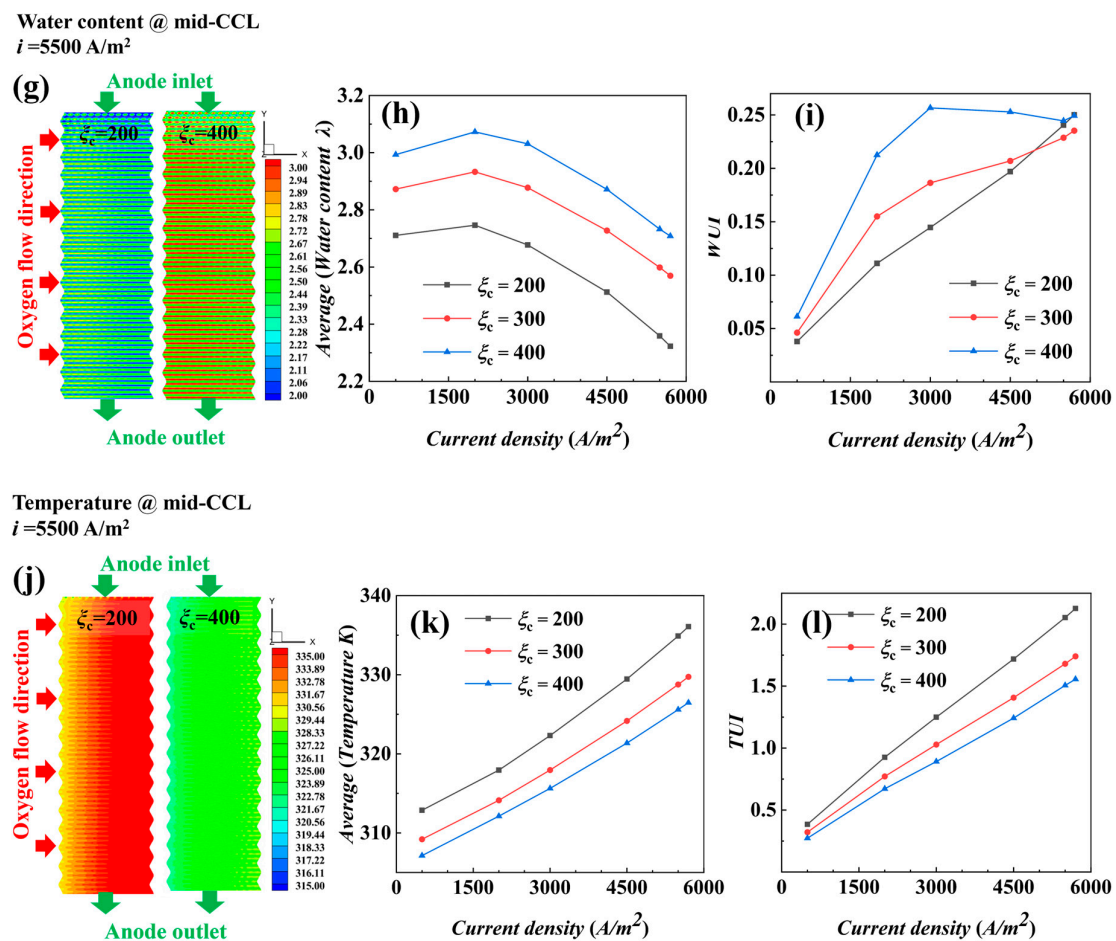 Water content @ mid-CCL
i =5500 A/m²
(g)
Anode inlet
ξc=200
ξc=400
Y
Z
X
Oxygen flow direction
3.00
2.94
2.89
2.83
2.78
2.72
2.67
2.61
2.56
2.50
2.44
2.39
2.33
2.28
2.22
2.17
2.11
2.06
2.00
Anode outlet
(h)
Average (Water content λ)
3.2
3.0
2.8
2.6
2.4
2.2
ξc = 200
ξc = 300
ξc = 400
0
1500
3000
4500
6000
Current density (A/m²)
(i)
WUI
0.25
0.20
0.15
0.10
0.05
ξc = 200
ξc = 300
ξc = 400
0
1500
3000
4500
6000
Current density (A/m²)
Temperature @ mid-CCL
i =5500 A/m²
(j)
Anode inlet
ξc=200
ξc=400
Y
Z
X
Oxygen flow direction
335.00
333.89
332.78
331.67
330.56
329.44
328.33
327.22
326.11
325.00
323.89
322.78
321.67
320.56
319.44
318.33
317.22
316.11
315.00
Anode outlet
(k)
Average (Temperature K)
340
330
320
310
ξc = 200
ξc = 300
ξc = 400
0
1500
3000
4500
6000
Current density (A/m²)
(l)
TUI
2.0
1.5
1.0
0.5
ξc = 200
ξc = 300
ξc = 400
0
1500
3000
4500
6000
Current density (A/m²)